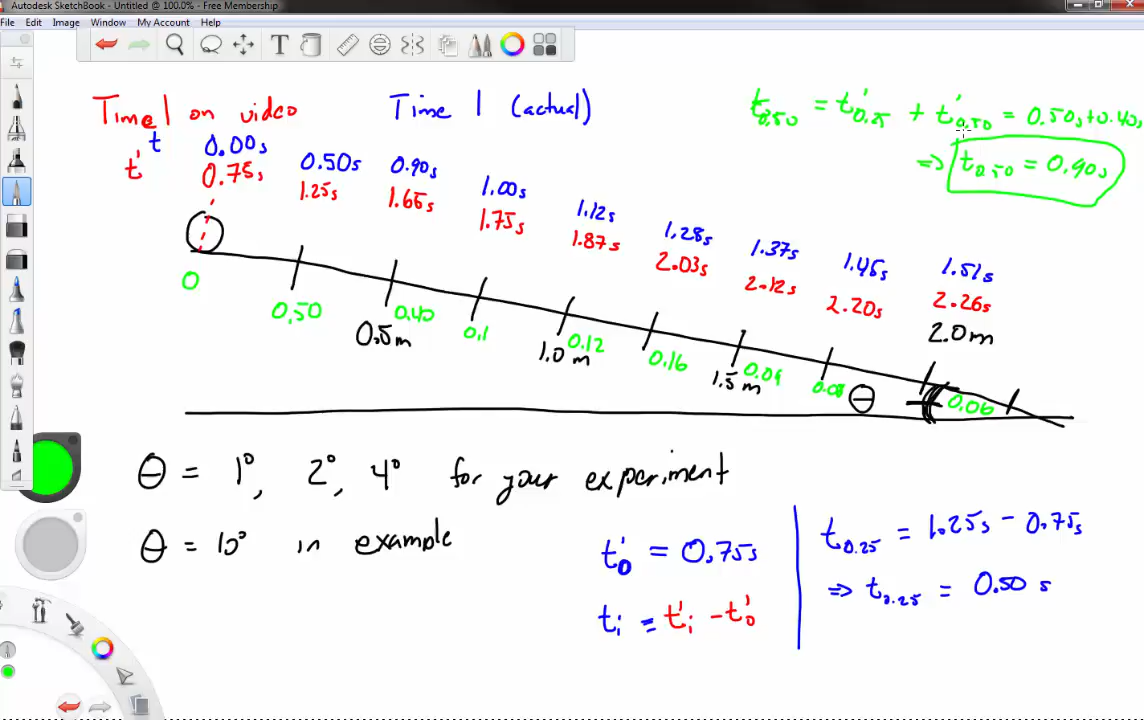 Autodesk SketchBook - Untitled @ 100.0% - Free Membership
File Edit Image Window My Account Help
Time 1 on video
Time 1 (actual)
t₀.₅₀ = t'₀.₂₅ + t'₀.₅₀ = 0.50s+0.40s
⇒ t₀.₅₀ = 0.90s
t 0.00s 0.50s 0.90s 1.00s 1.12s 1.28s 1.37s 1.45s 1.51s
t' 0.75s 1.25s 1.65s 1.75s 1.87s 2.03s 2.12s 2.20s 2.26s
0 0.50 0.40 0.1 0.12 0.16 0.09 0.08 0.06
0.5m 1.0 m 1.5 m 2.0 m
θ
θ = 1°, 2°, 4° for your experiment
θ = 10° in example
t'₀ = 0.75s
tᵢ = t'ᵢ - t'₀
t₀.₂₅ = 1.25s - 0.75s
⇒ t₀.₂₅ = 0.50 s